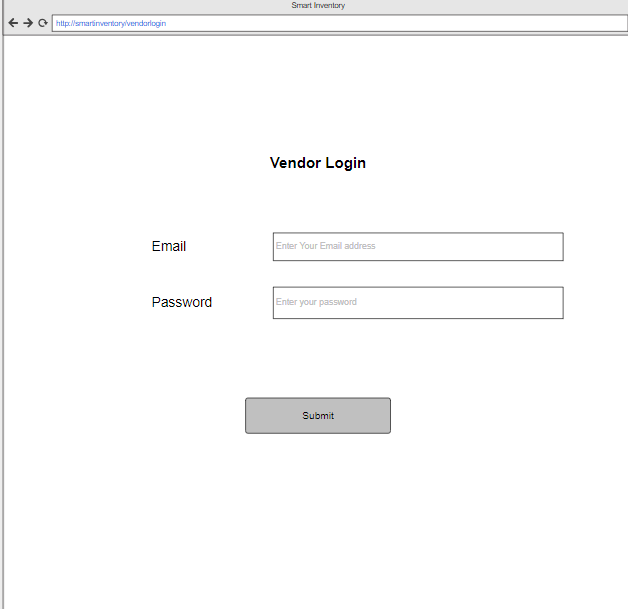 Smart Inventory
http://smartinventory/vendorlogin
Vendor Login
Email
Enter Your Email address
Password
Enter your password
Submit